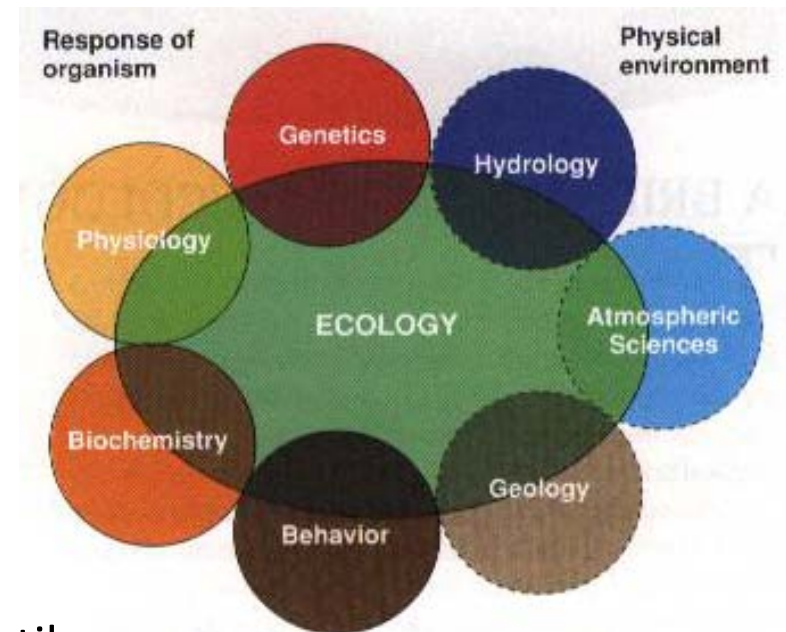 Response of
organism
Physical
environment
Genetics
Hydrology
Physiology
ECOLOGY
Atmospheric
Sciences
Biochemistry
Geology
Behavior